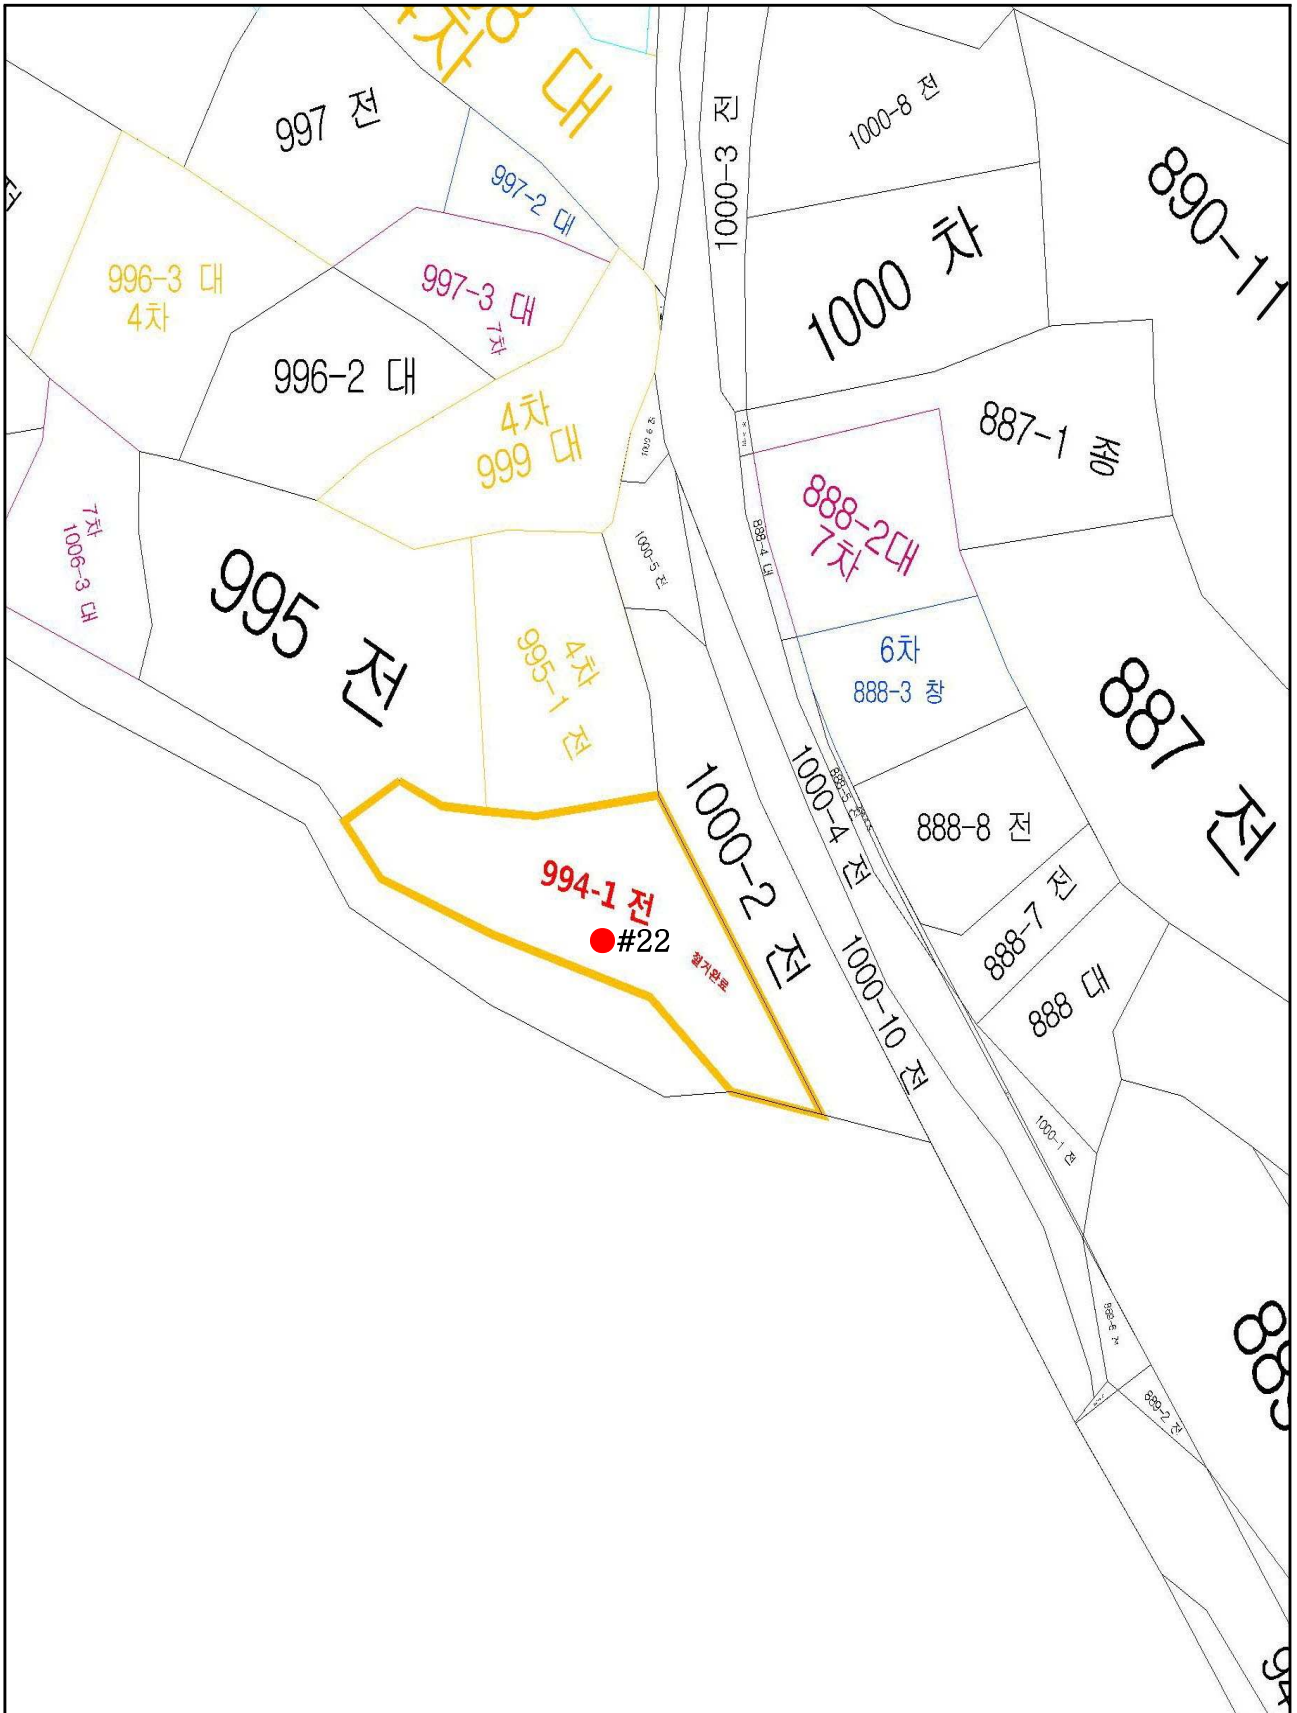 차 대
997 전
997-2 대
1000-3 전
1000-8 전
890-11
996-3 대
4차
997-3 대
7차
1000 차
996-2 대
4차
999 대
887-1 종
7차
1006-3 대
995 전
1000-5 전
888-4 대
888-2대
7차
4차
995-1 전
6차
888-3 창
887 전
1000-2 전
1000-4 전
888-8 전
994-1 전
#22
철거완료
1000-10 전
888-7 전
888 대
1000-1 전
889-2 전